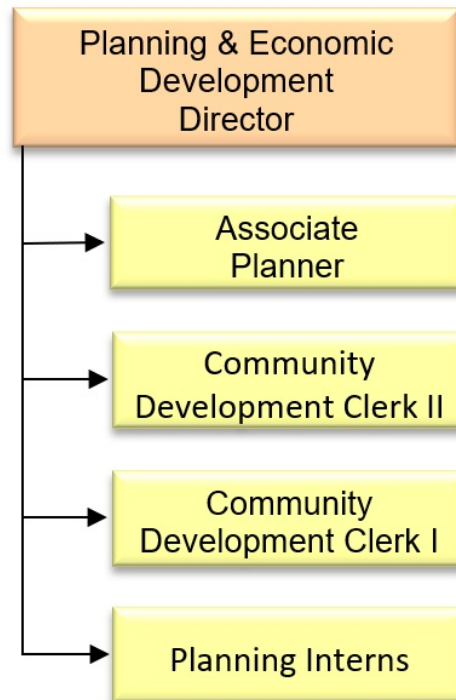 Planning & Economic
Development
Director
Associate
Planner
Community
Development Clerk II
Community
Development Clerk I
Planning Interns